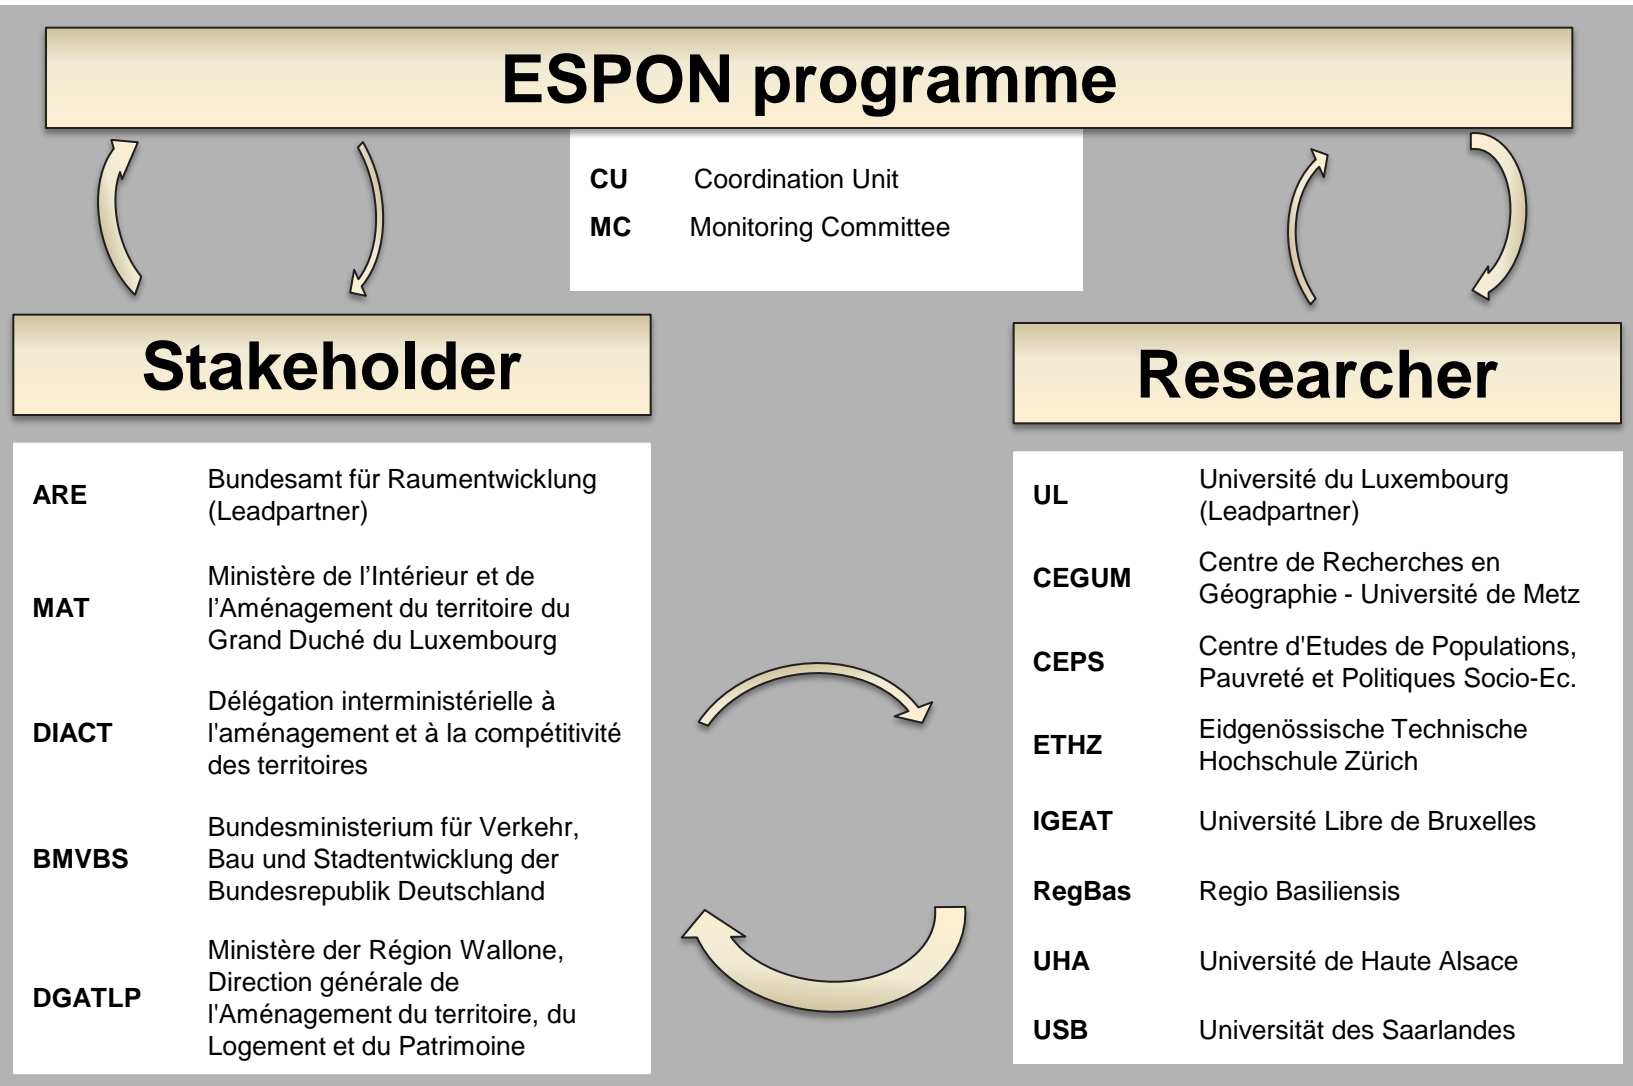 ESPON programme
CU Coordination Unit
MC Monitoring Committee
Stakeholder
ARE Bundesamt für Raumentwicklung
(Leadpartner)
MAT Ministère de l’Intérieur et de
l’Aménagement du territoire du
Grand Duché du Luxembourg
DIACT Délégation interministérielle à
l'aménagement et à la compétitivité
des territoires
BMVBS Bundesministerium für Verkehr,
Bau und Stadtentwicklung der
Bundesrepublik Deutschland
DGATLP Ministère der Région Wallone,
Direction générale de
l'Aménagement du territoire, du
Logement et du Patrimoine
Researcher
UL Université du Luxembourg
(Leadpartner)
CEGUM Centre de Recherches en
Géographie - Université de Metz
CEPS Centre d'Etudes de Populations,
Pauvreté et Politiques Socio-Ec.
ETHZ Eidgenössische Technische
Hochschule Zürich
IGEAT Université Libre de Bruxelles
RegBas Regio Basiliensis
UHA Université de Haute Alsace
USB Universität des Saarlandes